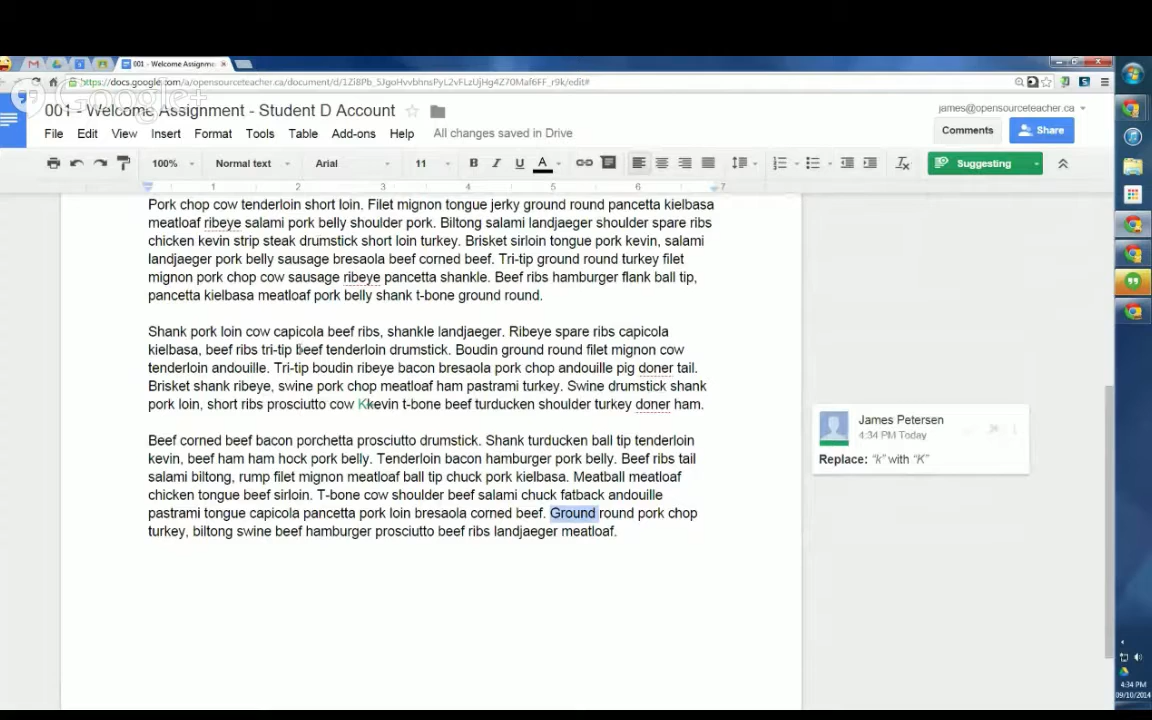 001 - Welcome Assignmen
https://docs.google.com/a/opensourceteacher.ca/document/d/1Zi8Pb_5JgoHvvbhnsPyL2vFLzUjHg4Z70Maf6FF_r9k/edit#
Google+
001 - Welcome Assignment - Student D Account
james@opensourceteacher.ca
File Edit View Insert Format Tools Table Add-ons Help All changes saved in Drive
Comments Share
100% Normal text Arial 11 B I U A Suggesting
1 2 3 4 5 6 7
Pork chop cow tenderloin short loin. Filet mignon tongue jerky ground round pancetta kielbasa
meatloaf ribeye salami pork belly shoulder pork. Biltong salami landjaeger shoulder spare ribs
chicken kevin strip steak drumstick short loin turkey. Brisket sirloin tongue pork kevin, salami
landjaeger pork belly sausage bresaola beef corned beef. Tri-tip ground round turkey filet
mignon pork chop cow sausage ribeye pancetta shankle. Beef ribs hamburger flank ball tip,
pancetta kielbasa meatloaf pork belly shank t-bone ground round.
Shank pork loin cow capicola beef ribs, shankle landjaeger. Ribeye spare ribs capicola
kielbasa, beef ribs tri-tip beef tenderloin drumstick. Boudin ground round filet mignon cow
tenderloin andouille. Tri-tip boudin ribeye bacon bresaola pork chop andouille pig doner tail.
Brisket shank ribeye, swine pork chop meatloaf ham pastrami turkey. Swine drumstick shank
pork loin, short ribs prosciutto cow Kkevin t-bone beef turducken shoulder turkey doner ham.
Beef corned beef bacon porchetta prosciutto drumstick. Shank turducken ball tip tenderloin
kevin, beef ham ham hock pork belly. Tenderloin bacon hamburger pork belly. Beef ribs tail
salami biltong, rump filet mignon meatloaf ball tip chuck pork kielbasa. Meatball meatloaf
chicken tongue beef sirloin. T-bone cow shoulder beef salami chuck fatback andouille
pastrami tongue capicola pancetta pork loin bresaola corned beef. Ground round pork chop
turkey, biltong swine beef hamburger prosciutto beef ribs landjaeger meatloaf.
James Petersen
4:34 PM Today
Replace: “k” with “K”
4:34 PM
09/10/2014